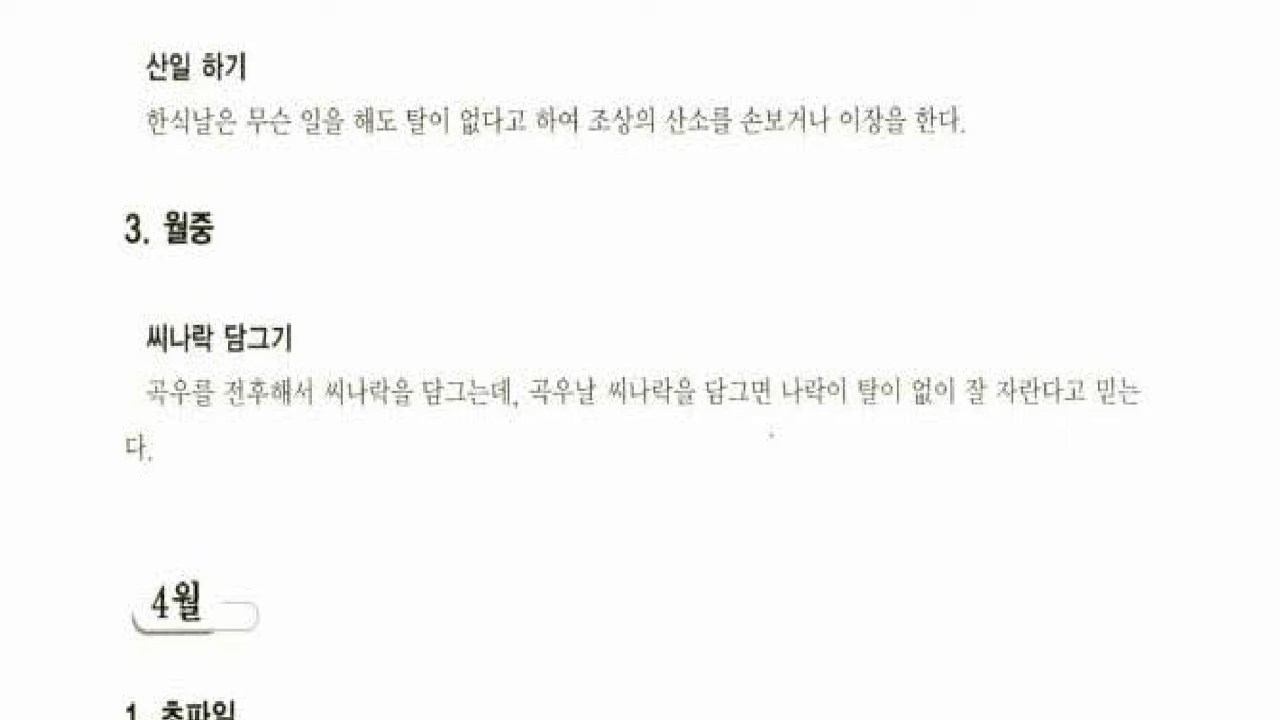 산일 하기
한식날은 무슨 일을 해도 탈이 없다고 하여 조상의 산소를 손보거나 이장을 한다.
3. 월중
씨나락 담그기
곡우를 전후해서 씨나락을 담그는데, 곡우날 씨나락을 담그면 나락이 탈이 없이 잘 자란다고 믿는
다.
4월
1. 초파일